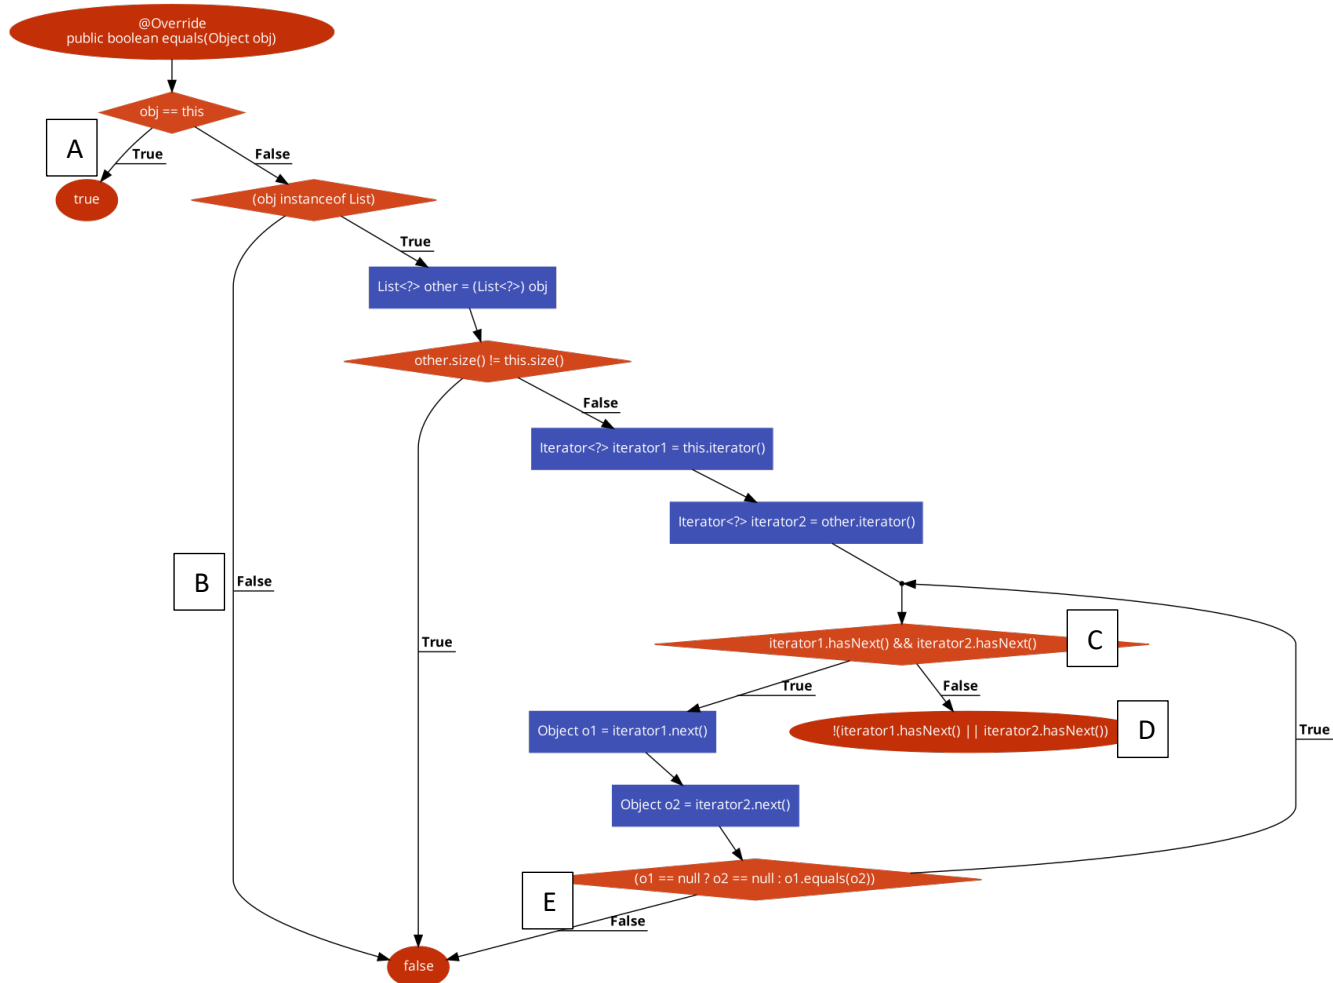 @Override
public boolean equals(Object obj)
obj == this
A
True
False
true
(obj instanceof List)
True
List<?> other = (List<?>) obj
other.size() != this.size()
False
Iterator<?> iterator1 = this.iterator()
Iterator<?> iterator2 = other.iterator()
B
False
True
iterator1.hasNext() && iterator2.hasNext()
C
True
False
Object o1 = iterator1.next()
!(iterator1.hasNext() || iterator2.hasNext())
D
True
Object o2 = iterator2.next()
(o1 == null ? o2 == null : o1.equals(o2))
E
False
false